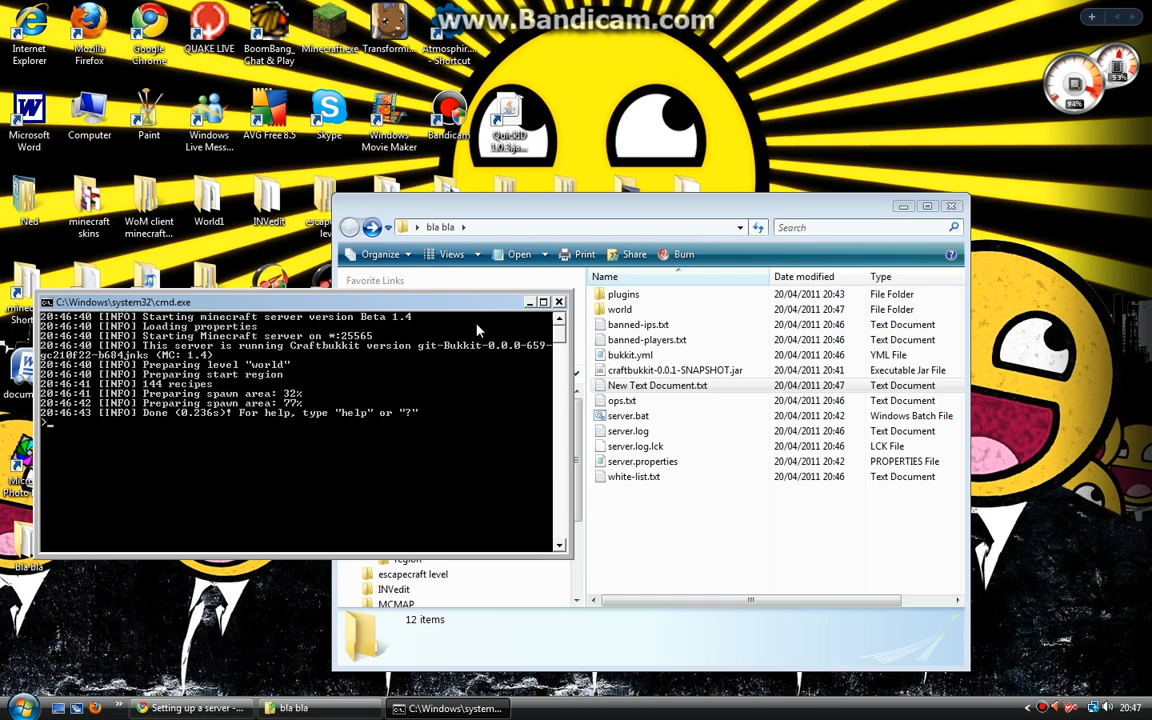 www.Bandicam.com
Internet Explorer
Mozilla Firefox
Google Chrome
QUAKE LIVE
BoomBang_ Chat & Play
Minecraft.exe
Transformi...
Atmosphir... - Shortcut
53%
94%
Microsoft Word
Computer
Paint
Windows Live Mess...
AVG Free 8.5
Skype
Windows Movie Maker
Bandicam
QuickID 1.0.3.ja...
Ned
minecraft skins
WoM client minecraft...
World1
INVedit
bla bla
Search
Organize
Views
Open
Print
Share
Burn
Favorite Links
Name
Date modified
Type
plugins 20/04/2011 20:43 File Folder
world 20/04/2011 20:47 File Folder
banned-ips.txt 20/04/2011 20:46 Text Document
banned-players.txt 20/04/2011 20:46 Text Document
bukkit.yml 20/04/2011 20:46 YML File
craftbukkit-0.0.1-SNAPSHOT.jar 20/04/2011 20:41 Executable Jar File
New Text Document.txt 20/04/2011 20:47 Text Document
ops.txt 20/04/2011 20:46 Text Document
server.bat 20/04/2011 20:42 Windows Batch File
server.log 20/04/2011 20:46 Text Document
server.log.lck 20/04/2011 20:46 LCK File
server.properties 20/04/2011 20:42 PROPERTIES File
white-list.txt 20/04/2011 20:46 Text Document
escapecraft level
INVedit
MCMAP
12 items
C:\Windows\system32\cmd.exe
20:46:40 [INFO] Starting minecraft server version Beta 1.4
20:46:40 [INFO] Loading properties
20:46:40 [INFO] Starting Minecraft server on *:25565
20:46:40 [INFO] This server is running Craftbukkit version git-Bukkit-0.0.0-659-
gc210f22-b684jnks (MC: 1.4)
20:46:40 [INFO] Preparing level "world"
20:46:40 [INFO] Preparing start region
20:46:41 [INFO] 144 recipes
20:46:41 [INFO] Preparing spawn area: 32%
20:46:42 [INFO] Preparing spawn area: 77%
20:46:43 [INFO] Done (0.236s)! For help, type "help" or "?"
>_
Bla bla
Setting up a server -...
bla bla
C:\Windows\system...
20:47